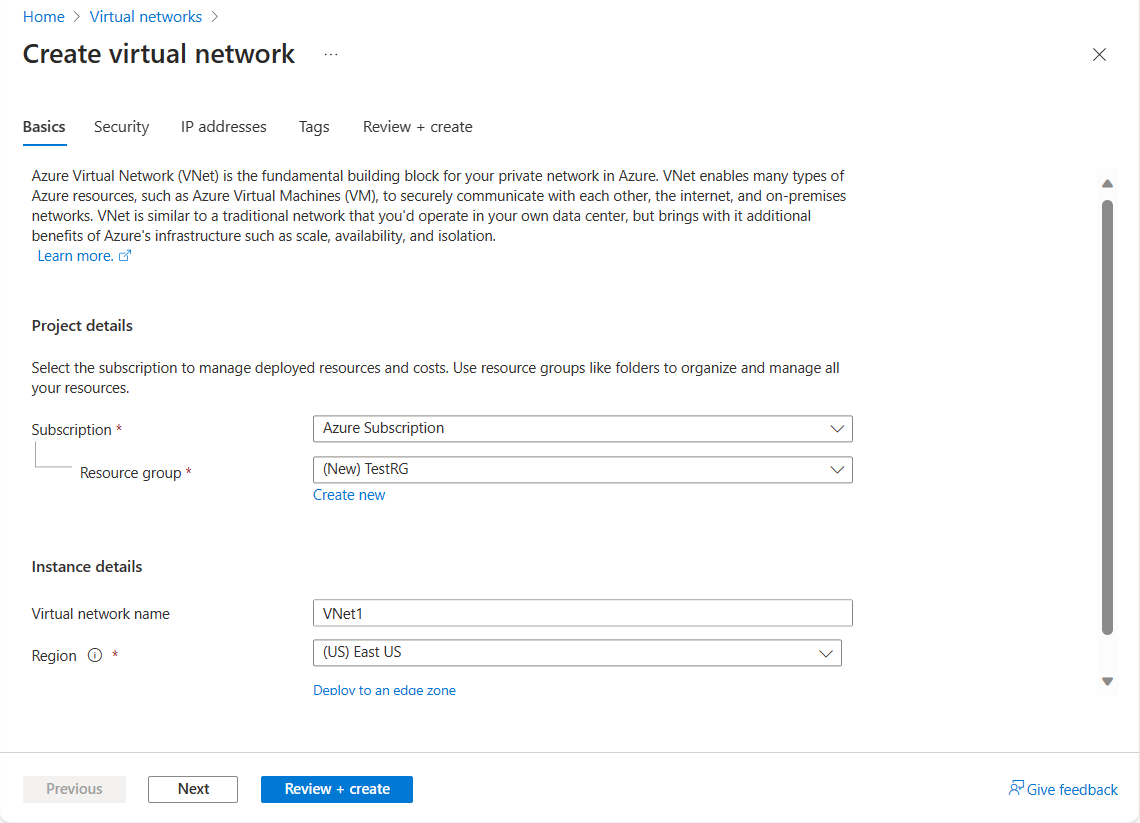 Home > Virtual networks >
Create virtual network ...
Basics Security IP addresses Tags Review + create
Azure Virtual Network (VNet) is the fundamental building block for your private network in Azure. VNet enables many types of
Azure resources, such as Azure Virtual Machines (VM), to securely communicate with each other, the internet, and on-premises
networks. VNet is similar to a traditional network that you'd operate in your own data center, but brings with it additional
benefits of Azure's infrastructure such as scale, availability, and isolation.
Learn more.
Project details
Select the subscription to manage deployed resources and costs. Use resource groups like folders to organize and manage all
your resources.
Subscription *
Azure Subscription
Resource group *
(New) TestRG
Create new
Instance details
Virtual network name
VNet1
Region *
(US) East US
Deploy to an edge zone
Previous Next Review + create Give feedback